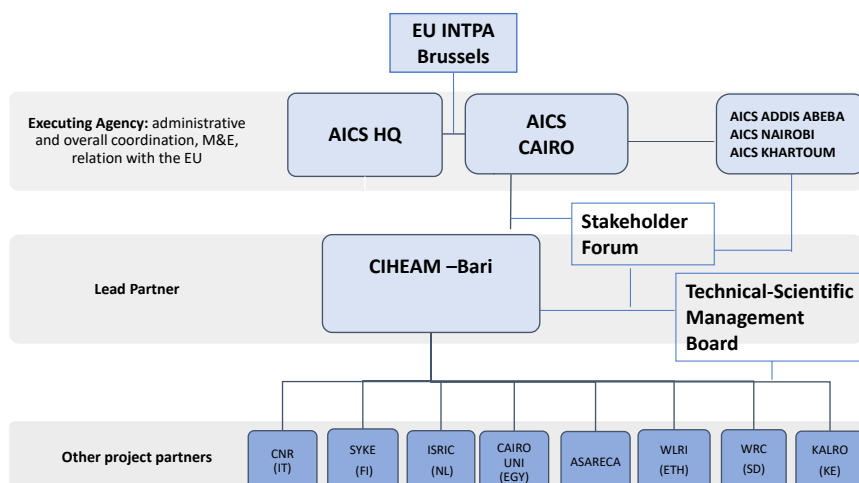 EU INTPA
Brussels
Executing Agency: administrative
and overall coordination, M&E,
relation with the EU
AICS HQ
AICS
CAIRO
AICS ADDIS ABEBA
AICS NAIROBI
AICS KHARTOUM
Stakeholder
Forum
Lead Partner
CIHEAM –Bari
Technical-Scientific
Management
Board
Other project partners
CNR
(IT)
SYKE
(FI)
ISRIC
(NL)
CAIRO
UNI
(EGY)
ASARECA
WLRI
(ETH)
WRC
(SD)
KALRO
(KE)